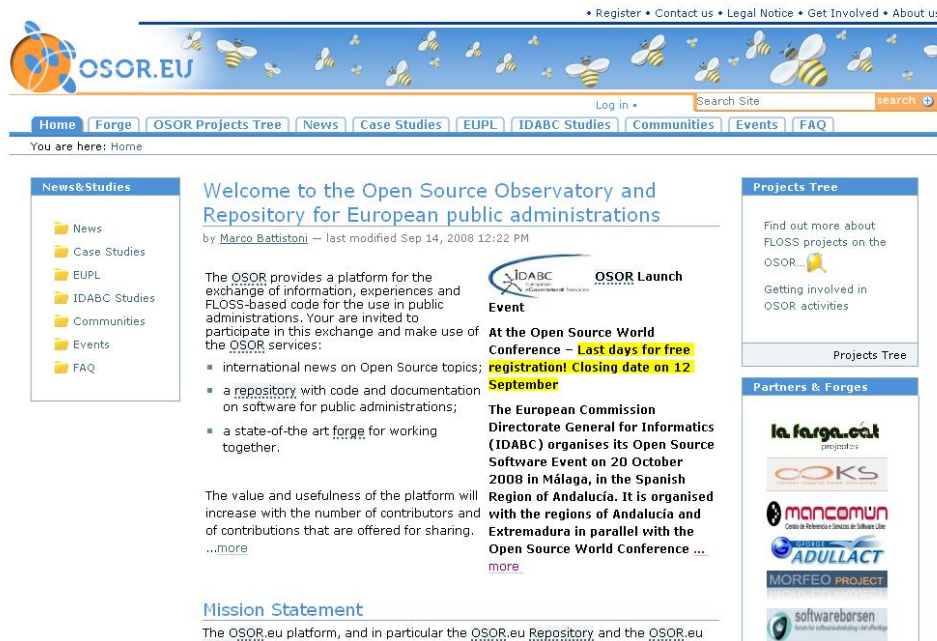 • Register • Contact us • Legal Notice • Get Involved • About us
OSOR.EU
Log in •
Search Site
search
Home
Forge
OSOR Projects Tree
News
Case Studies
EUPL
IDABC Studies
Communities
Events
FAQ
You are here: Home
News&Studies
News
Case Studies
EUPL
IDABC Studies
Communities
Events
FAQ
Welcome to the Open Source Observatory and
Repository for European public administrations
by Marco Battistoni — last modified Sep 14, 2008 12:22 PM
The OSOR provides a platform for the
exchange of information, experiences and
FLOSS-based code for the use in public
administrations. Your are invited to
participate in this exchange and make use of
the OSOR services:
international news on Open Source topics;
a repository with code and documentation
on software for public administrations;
a state-of-the art forge for working
together.
The value and usefulness of the platform will
increase with the number of contributors and
of contributions that are offered for sharing.
...more
IDABC
European
eGovernment Services
OSOR Launch
Event
At the Open Source World
Conference – Last days for free
registration! Closing date on 12
September
The European Commission
Directorate General for Informatics
(IDABC) organises its Open Source
Software Event on 20 October
2008 in Málaga, in the Spanish
Region of Andalucía. It is organised
with the regions of Andalucía and
Extremadura in parallel with the
Open Source World Conference ...
more
Mission Statement
The OSOR.eu platform, and in particular the OSOR.eu Repository and the OSOR.eu
Projects Tree
Find out more about
FLOSS projects on the
OSOR...
Getting involved in
OSOR activities
Projects Tree
Partners & Forges
la farga.cat
projectes
COKS
mancomun
Centro de Referencia e Servizos de Software Libre
GFORGE
ADULLACT
MORFEO PROJECT
softwarebørsen